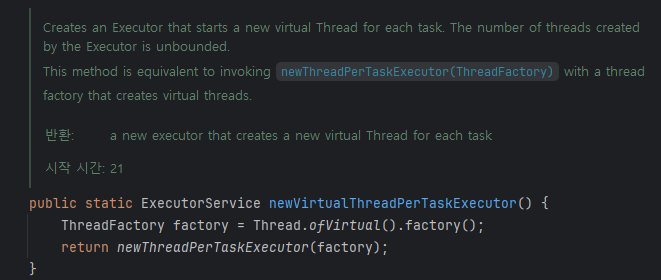 Creates an Executor that starts a new virtual Thread for each task. The number of threads created
by the Executor is unbounded.
This method is equivalent to invoking newThreadPerTaskExecutor(ThreadFactory) with a thread
factory that creates virtual threads.
반환: a new executor that creates a new virtual Thread for each task
시작 시간: 21
public static ExecutorService newVirtualThreadPerTaskExecutor() {
    ThreadFactory factory = Thread.ofVirtual().factory();
    return newThreadPerTaskExecutor(factory);
}